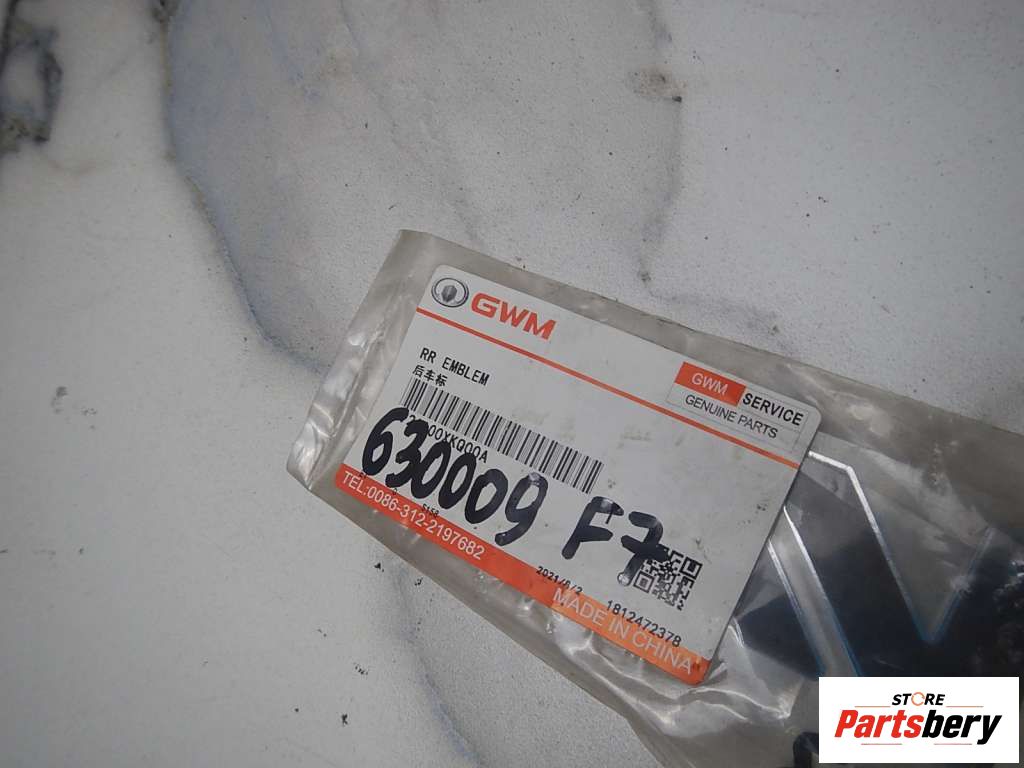 GWM
RR EMBLEM
后车标
GWM SERVICE
GENUINE PARTS
630009 F7
TEL:0086-312-2197682
2021/8/2
1812472378
MADE IN CHINA
STORE
Partsbery